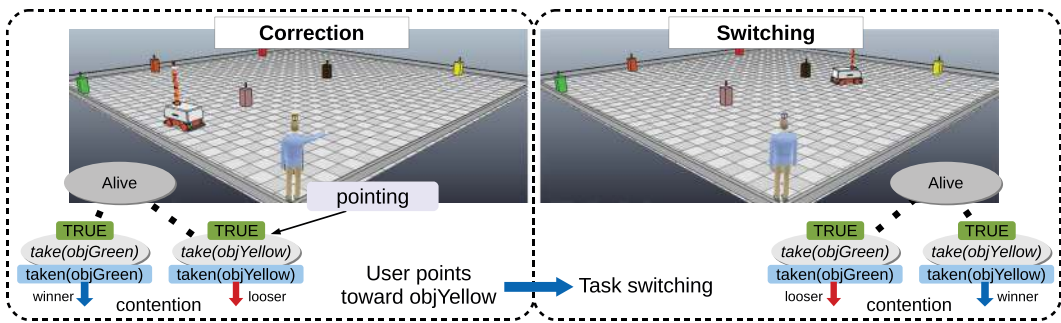 Correction
Alive
pointing
TRUE
take(objGreen)
taken(objGreen)
winner
TRUE
take(objYellow)
taken(objYellow)
looser
contention
User points
toward objYellow
Switching
Alive
TRUE
take(objGreen)
taken(objGreen)
looser
TRUE
take(objYellow)
taken(objYellow)
winner
contention
Task switching